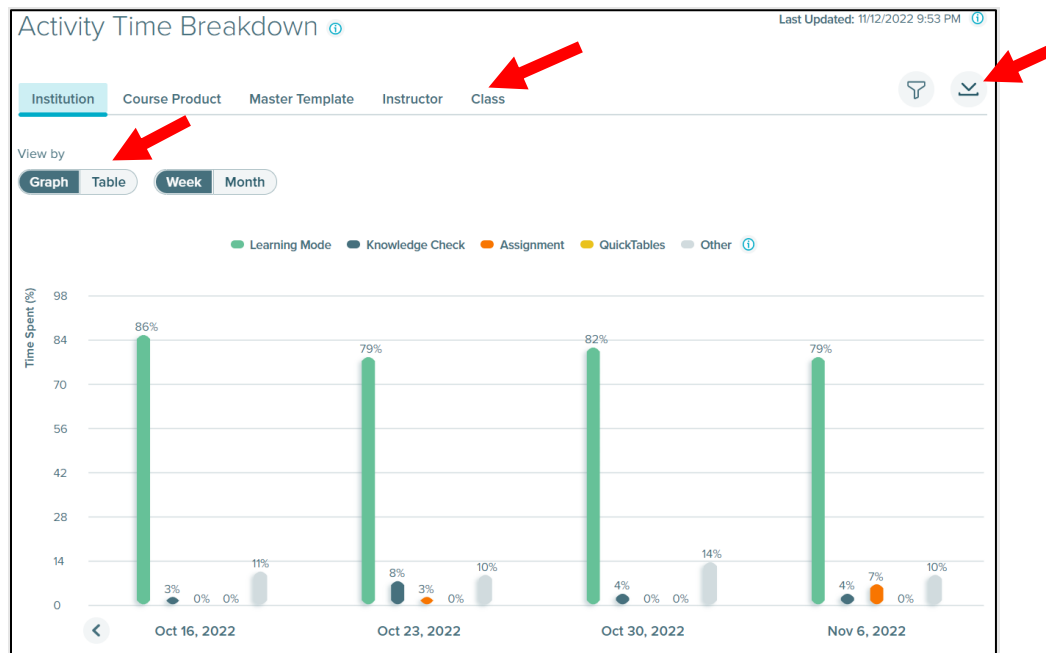 Activity Time Breakdown
Last Updated: 11/12/2022 9:53 PM
Institution Course Product Master Template Instructor Class
View by
Graph Table Week Month
Learning Mode Knowledge Check Assignment QuickTables Other
Time Spent (%)
98
84
70
56
42
28
14
0
86% 3% 0% 0% 11%
79% 8% 3% 0% 10%
82% 4% 0% 0% 14%
79% 4% 7% 0% 10%
Oct 16, 2022 Oct 23, 2022 Oct 30, 2022 Nov 6, 2022